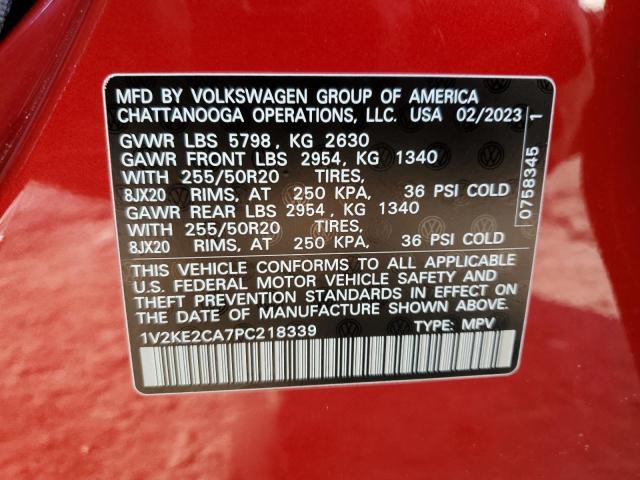 MFD BY VOLKSWAGEN GROUP OF AMERICA
CHATTANOOGA OPERATIONS, LLC. USA 02/2023
GVWR LBS 5798, KG 2630
GAWR FRONT LBS 2954, KG 1340
WITH 255/50R20 TIRES,
8JX20 RIMS, AT 250 KPA, 36 PSI COLD
GAWR REAR LBS 2954, KG 1340
WITH 255/50R20 TIRES,
8JX20 RIMS, AT 250 KPA, 36 PSI COLD
THIS VEHICLE CONFORMS TO ALL APPLICABLE
U.S. FEDERAL MOTOR VEHICLE SAFETY AND
THEFT PREVENTION STANDARDS IN EFFECT
ON THE DATE OF MANUFACTURE SHOWN ABOVE.
1V2KE2CA7PC218339 TYPE: MPV
0758345 1